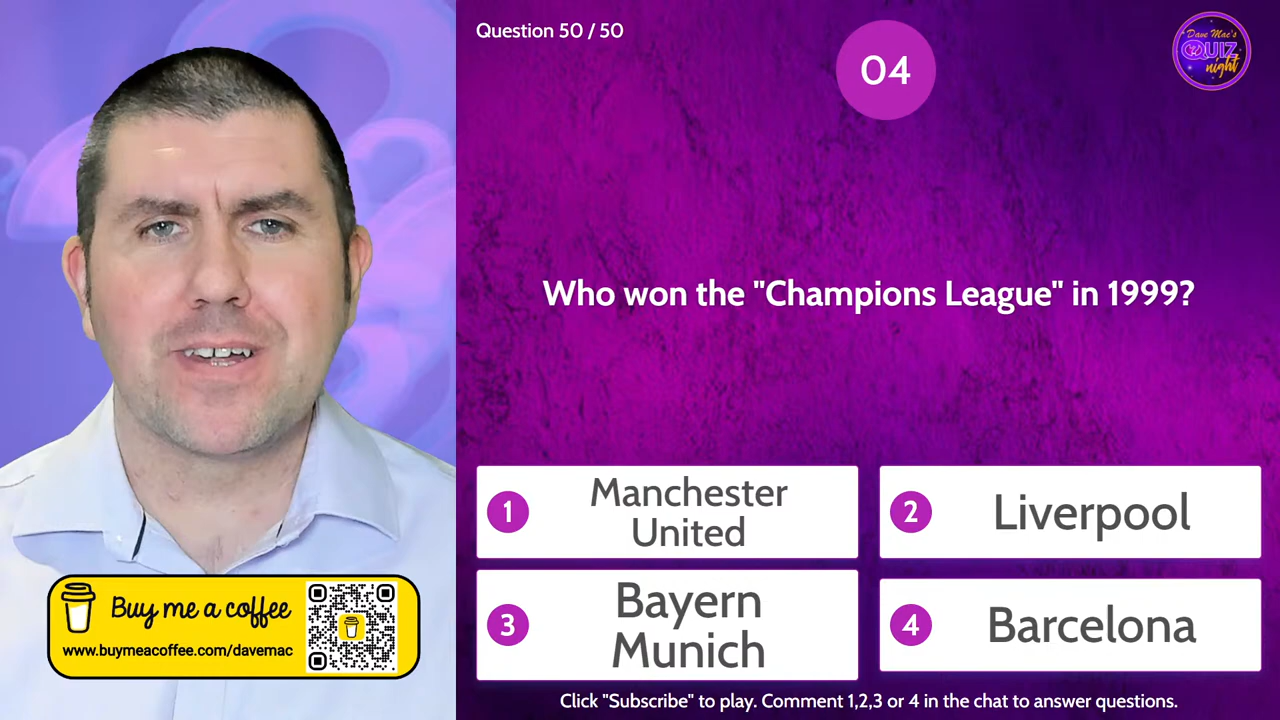 Question 50 / 50
04
Dave Mac's
QUIZ
night
Who won the "Champions League" in 1999?
1 Manchester
United
2 Liverpool
3 Bayern
Munich
4 Barcelona
Buy me a coffee
www.buymeacoffee.com/davemac
Click "Subscribe" to play. Comment 1,2,3 or 4 in the chat to answer questions.